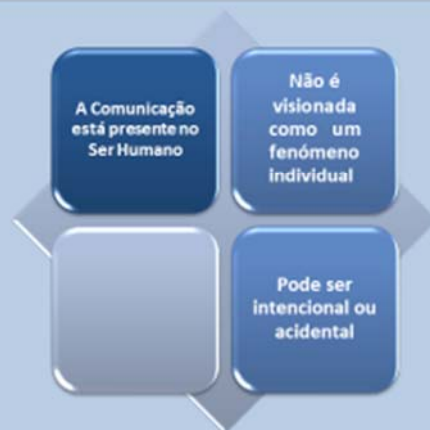 A Comunicação
está presente no
Ser Humano
Não é
visionada
como um
fenómeno
individual
Pode ser
intencional ou
acidental